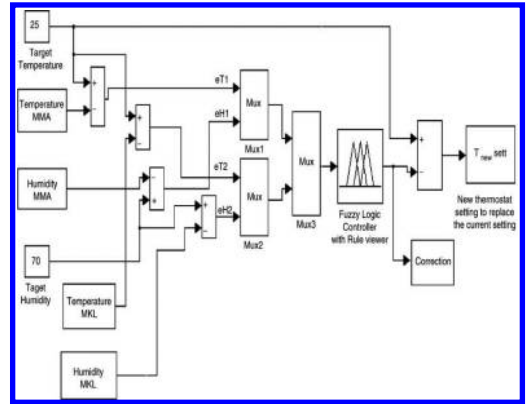 25
Target
Temperature
Temperature
MMA
Humidity
MMA
70
Taget
Humidity
Temperature
MKL
Humidity
MKL
+
−
+
−
−
+
+
−
eT1
eH1
eT2
eH2
Mux
Mux1
Mux
Mux2
Mux
Mux3
Fuzzy Logic
Controller
with Rule viewer
+
−
T new sett
New thermostat
setting to replace
the current setting
Correction